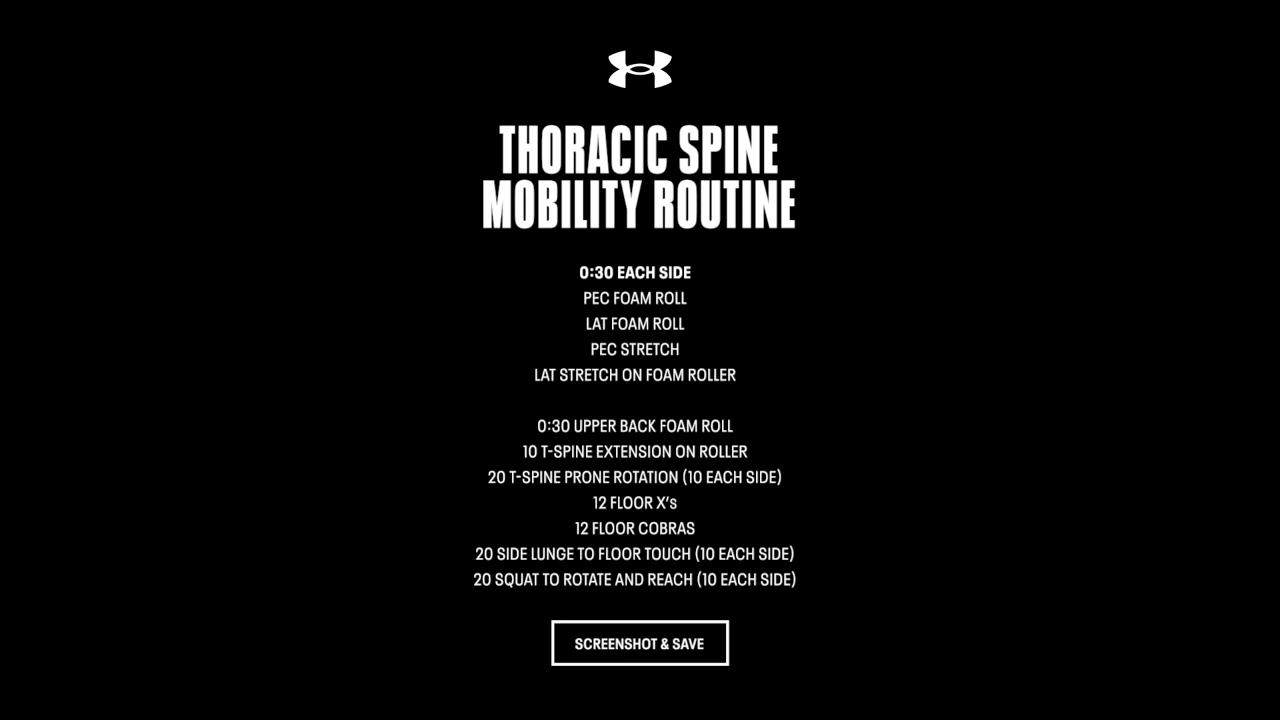 THORACIC SPINE
MOBILITY ROUTINE
0:30 EACH SIDE
PEC FOAM ROLL
LAT FOAM ROLL
PEC STRETCH
LAT STRETCH ON FOAM ROLLER
0:30 UPPER BACK FOAM ROLL
10 T-SPINE EXTENSION ON ROLLER
20 T-SPINE PRONE ROTATION (10 EACH SIDE)
12 FLOOR X's
12 FLOOR COBRAS
20 SIDE LUNGE TO FLOOR TOUCH (10 EACH SIDE)
20 SQUAT TO ROTATE AND REACH (10 EACH SIDE)
SCREENSHOT & SAVE